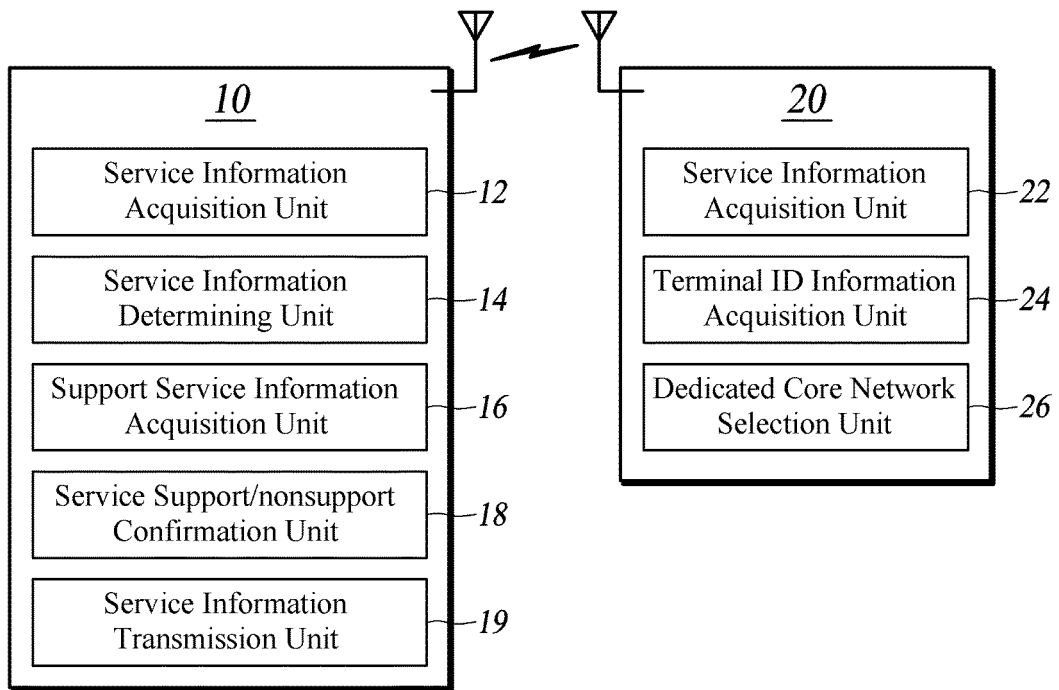 10
Service Information
Acquisition Unit
12
Service Information
Determining Unit
14
Support Service Information
Acquisition Unit
16
Service Support/nonsupport
Confirmation Unit
18
Service Information
Transmission Unit
19
20
Service Information
Acquisition Unit
22
Terminal ID Information
Acquisition Unit
24
Dedicated Core Network
Selection Unit
26